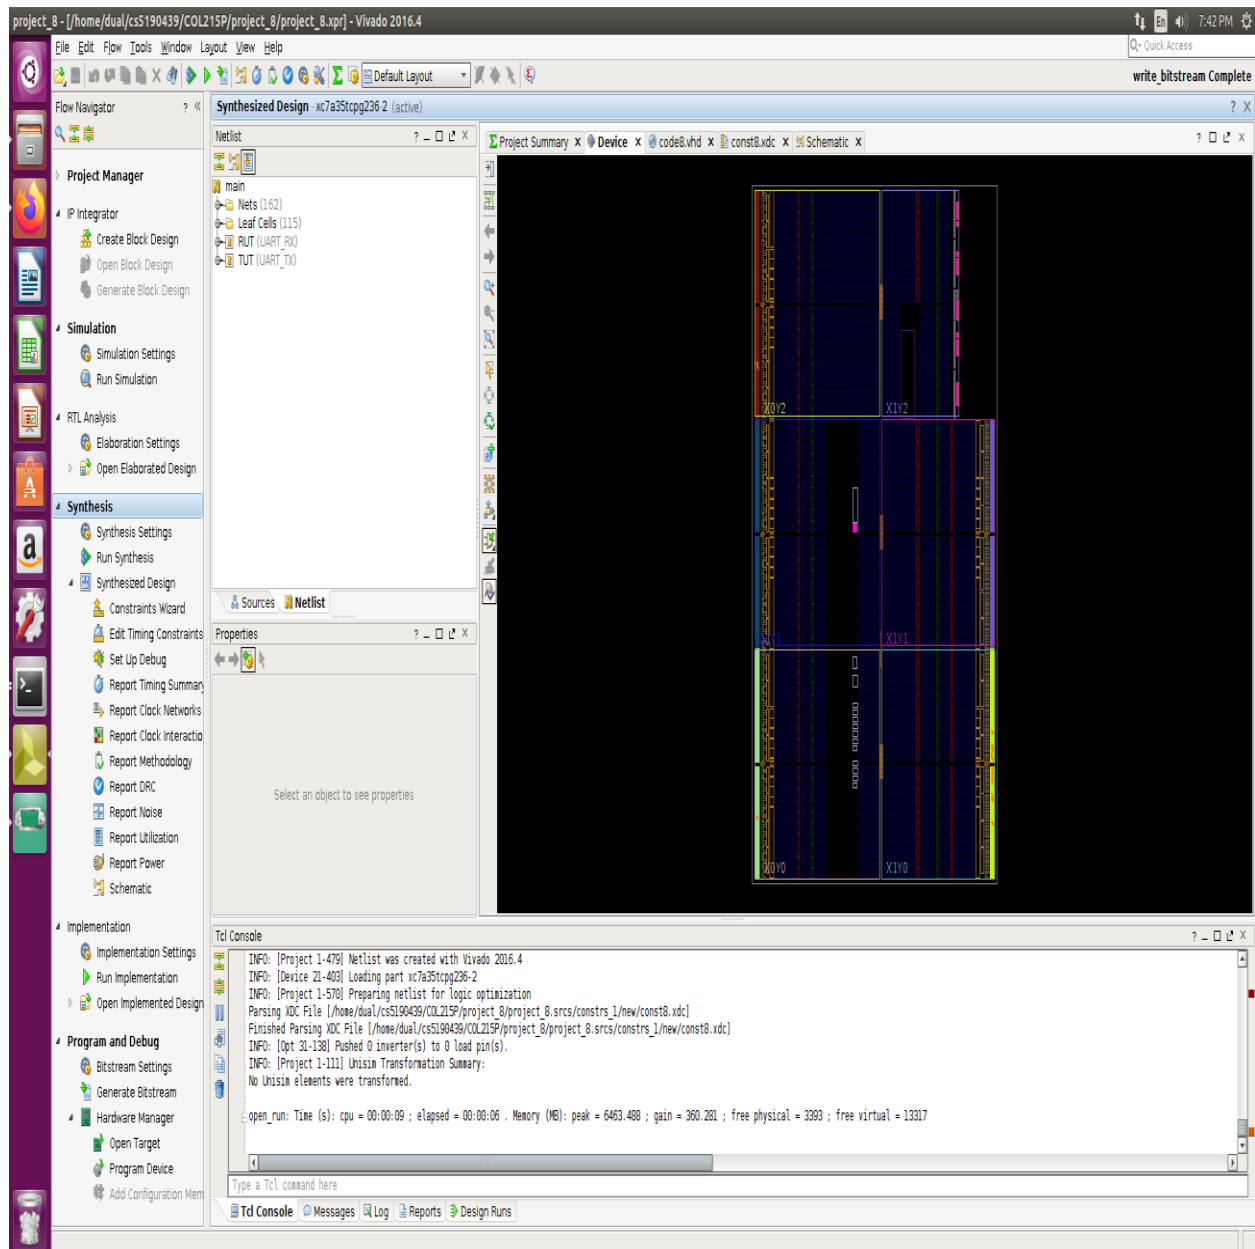 project_8 - [/home/dual/cs5190439/COL215P/project_8/project_8.xpr] - Vivado 2016.4
En
7:42 PM
File Edit Flow Tools Window Layout View Help
Quick Access
Default Layout
write_bitstream Complete
Flow Navigator
Project Manager
IP Integrator
Create Block Design
Open Block Design
Generate Block Design
Simulation
Simulation Settings
Run Simulation
RTL Analysis
Elaboration Settings
Open Elaborated Design
Synthesis
Synthesis Settings
Run Synthesis
Synthesized Design
Constraints Wizard
Edit Timing Constraints
Set Up Debug
Report Timing Summary
Report Clock Networks
Report Clock Interactio
Report Methodology
Report DRC
Report Noise
Report Utilization
Report Power
Schematic
Implementation
Implementation Settings
Run Implementation
Open Implemented Design
Program and Debug
Bitstream Settings
Generate Bitstream
Hardware Manager
Open Target
Program Device
Add Configuration Mem
Synthesized Design - xc7a35tcpg236-2 (active)
Netlist
main
Nets (162)
Leaf Cells (115)
RUT (UART_RX)
TUT (UART_TX)
Sources Netlist
Properties
Select an object to see properties
Project Summary Device code8.vhd const8.xdc Schematic
X0Y2 X1Y2
X0Y1 X1Y1
X0Y0 X1Y0
Tcl Console
INFO: [Project 1-479] Netlist was created with Vivado 2016.4
INFO: [Device 21-403] Loading part xc7a35tcpg236-2
INFO: [Project 1-570] Preparing netlist for logic optimization
Parsing XDC File [/home/dual/cs5190439/COL215P/project_8/project_8.srcs/constrs_1/new/const8.xdc]
Finished Parsing XDC File [/home/dual/cs5190439/COL215P/project_8/project_8.srcs/constrs_1/new/const8.xdc]
INFO: [Opt 31-138] Pushed 0 inverter(s) to 0 load pin(s).
INFO: [Project 1-111] Unisim Transformation Summary:
No Unisim elements were transformed.
open_run: Time (s): cpu = 00:00:09 ; elapsed = 00:00:06 . Memory (MB): peak = 6463.488 ; gain = 360.281 ; free physical = 3393 ; free virtual = 13317
Type a Tcl command here
Tcl Console Messages Log Reports Design Runs